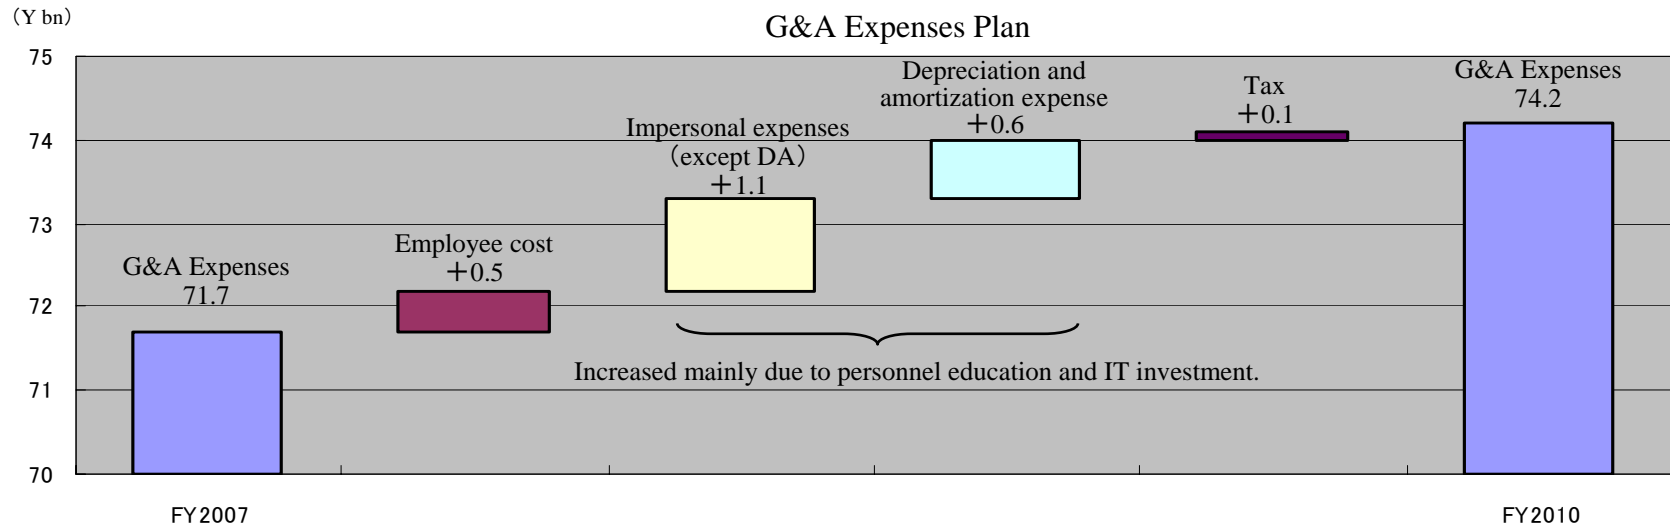 （Y bn）
G&A Expenses Plan
75
74
73
72
71
70
G&A Expenses
71.7
Employee cost
＋0.5
Impersonal expenses
（except DA）
＋1.1
Depreciation and
amortization expense
＋0.6
Tax
＋0.1
G&A Expenses
74.2
Increased mainly due to personnel education and IT investment.
FY2007
FY2010